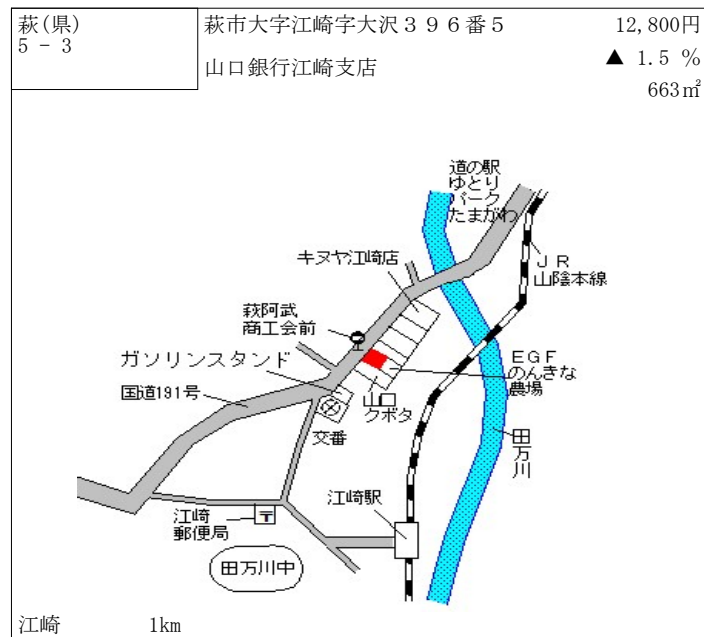 萩(県)
5 - 3
萩市大字江崎字大沢３９６番５
山口銀行江崎支店
12,800円
▲ 1.5 %
663㎡
道の駅
ゆとり
パーク
たまがわ
キヌヤ江崎店
ＪＲ
山陰本線
萩阿武
商工会前
ガソリンスタンド
ＥＧＦ
のんきな
農場
国道191号
山口
クボタ
交番
田万川
江崎駅
江崎
郵便局
〒
田万川中
江崎 1km